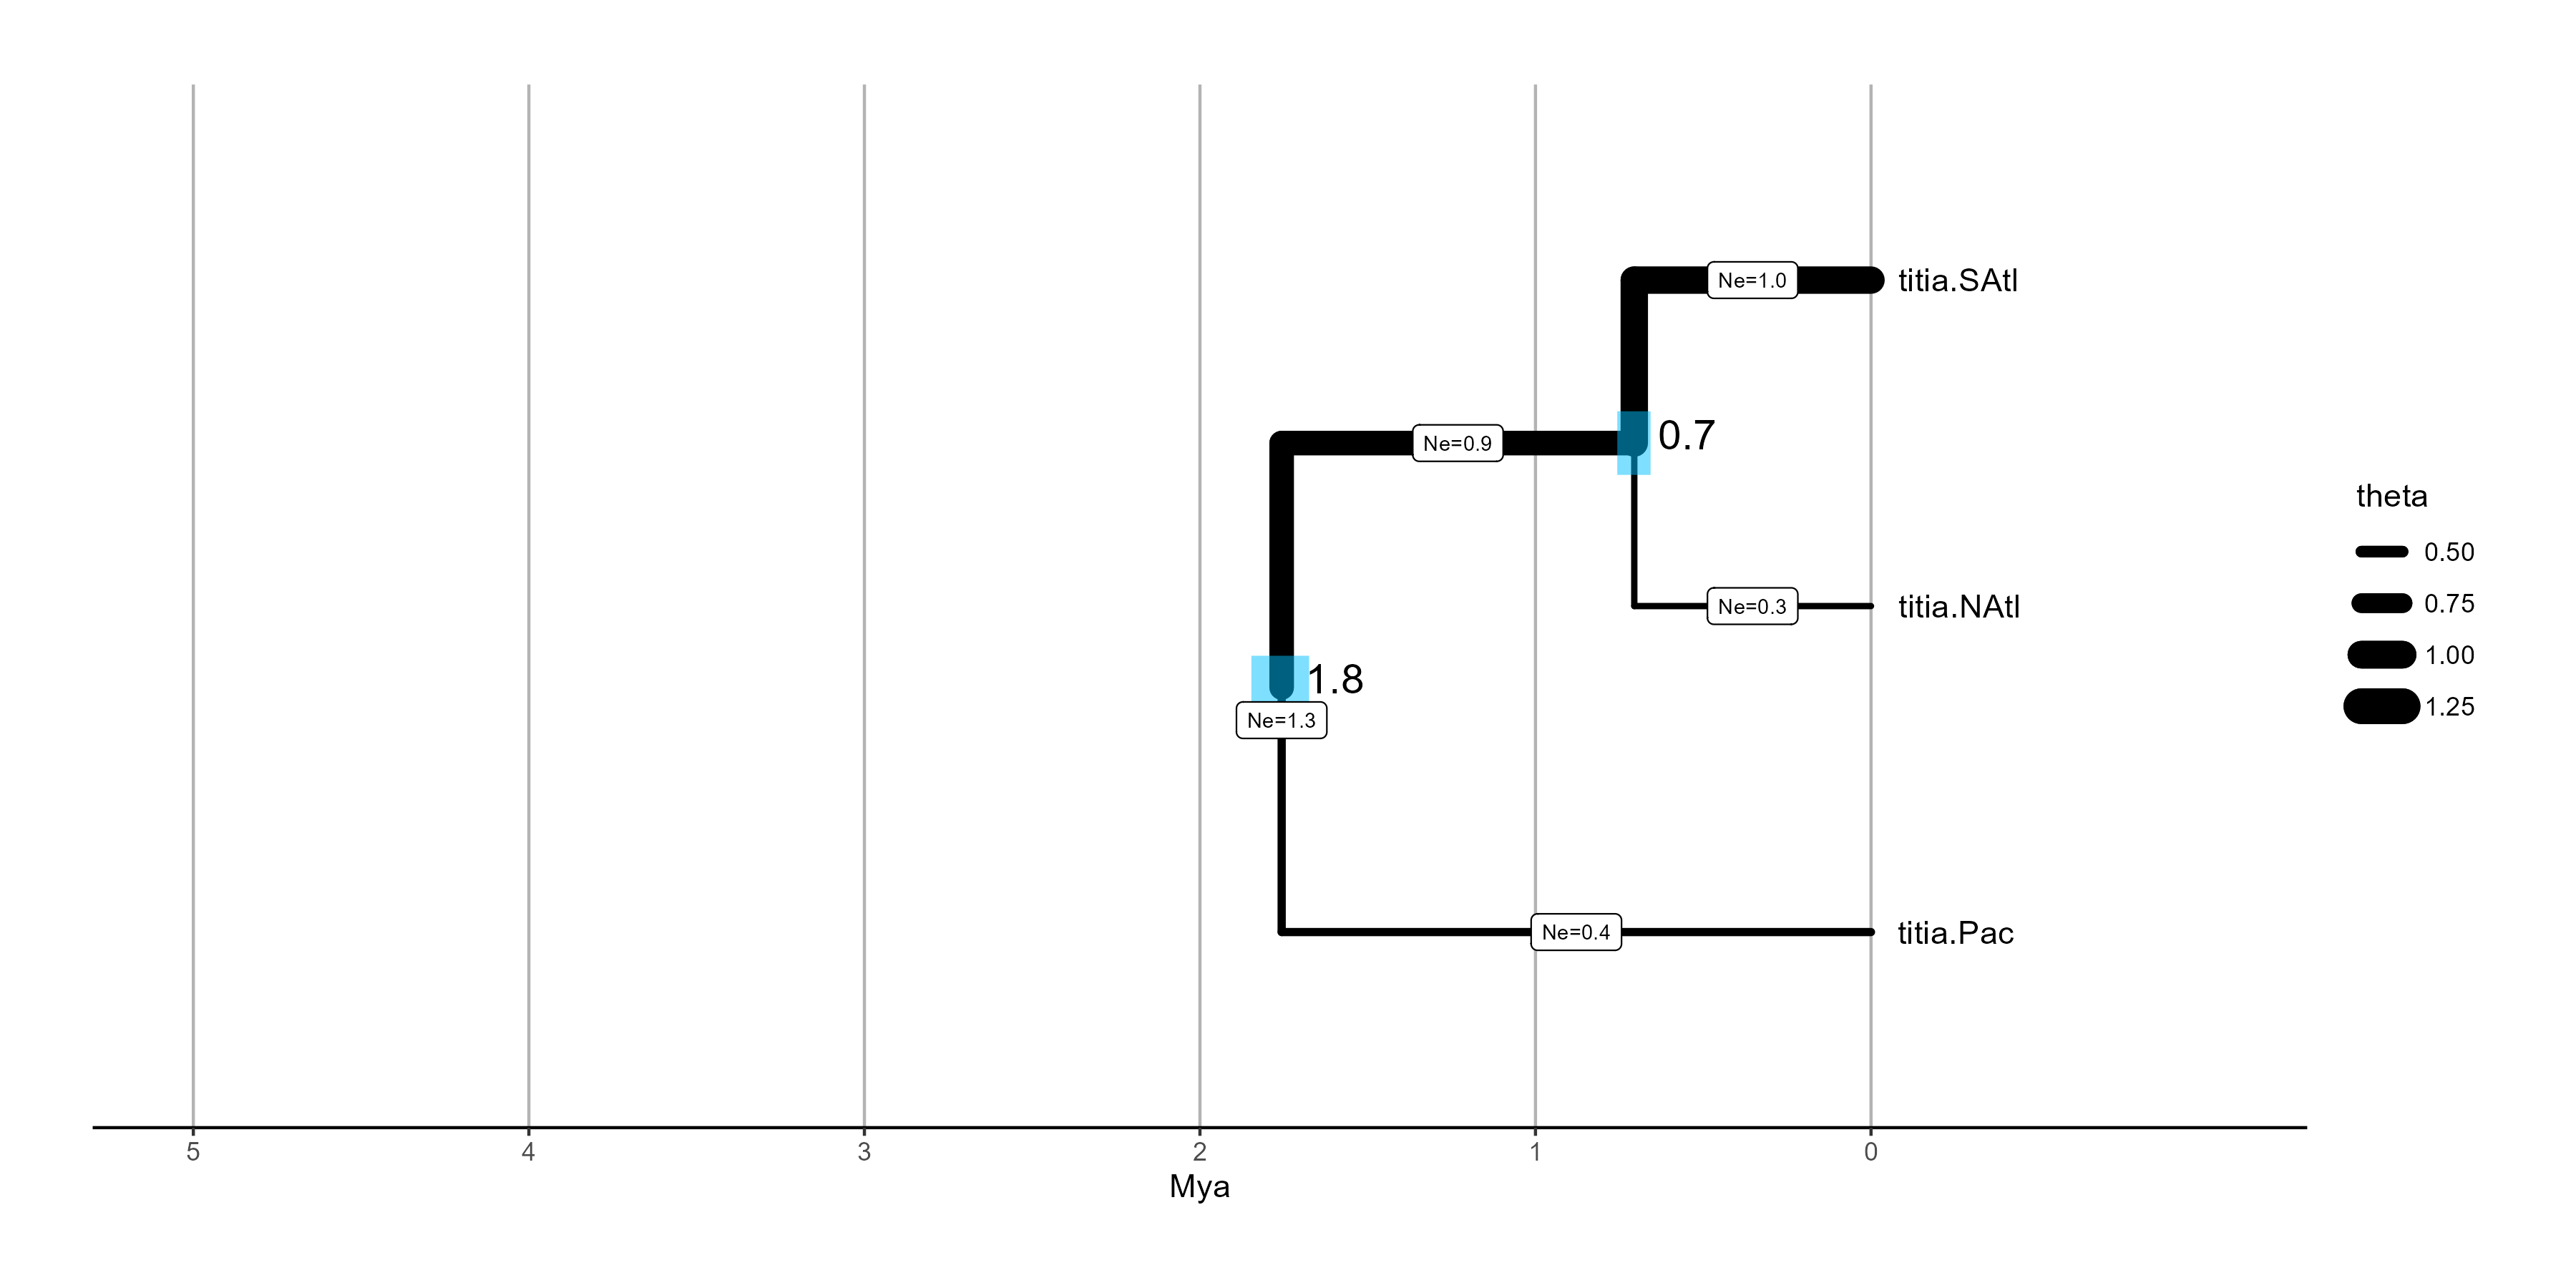 Ne=1.0
titia.SAtl
Ne=0.9
0.7
theta
0.50
0.75
1.00
1.25
Ne=0.3
titia.NAtl
1.8
Ne=1.3
Ne=0.4
titia.Pac
5 4 3 2 1 0
Mya